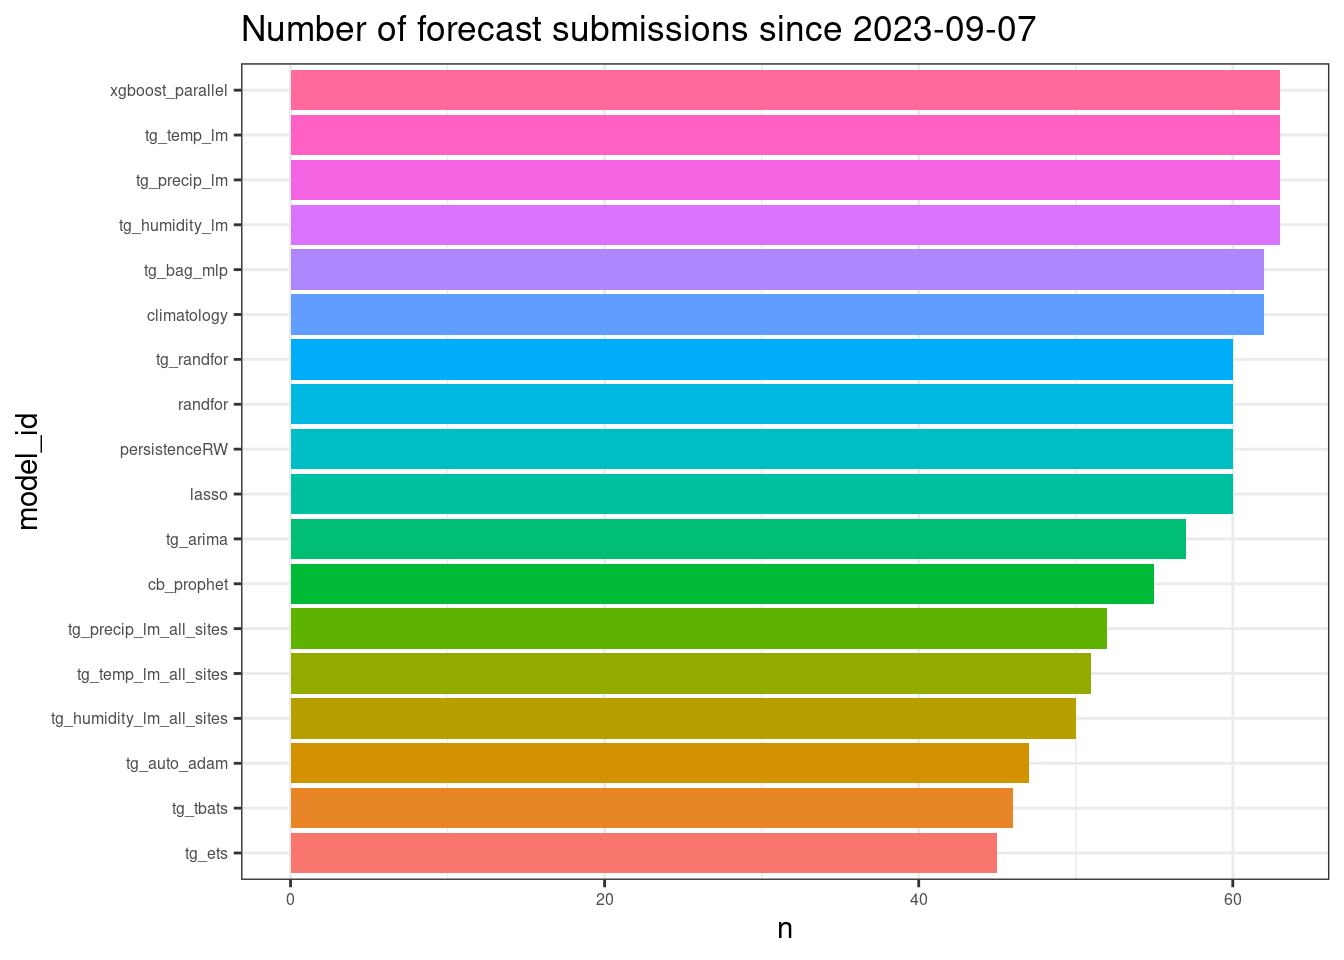 Number of forecast submissions since 2023-09-07
model_id
xgboost_parallel
tg_temp_lm
tg_precip_lm
tg_humidity_lm
tg_bag_mlp
climatology
tg_randfor
randfor
persistenceRW
lasso
tg_arima
cb_prophet
tg_precip_lm_all_sites
tg_temp_lm_all_sites
tg_humidity_lm_all_sites
tg_auto_adam
tg_tbats
tg_ets
0 20 40 60
n